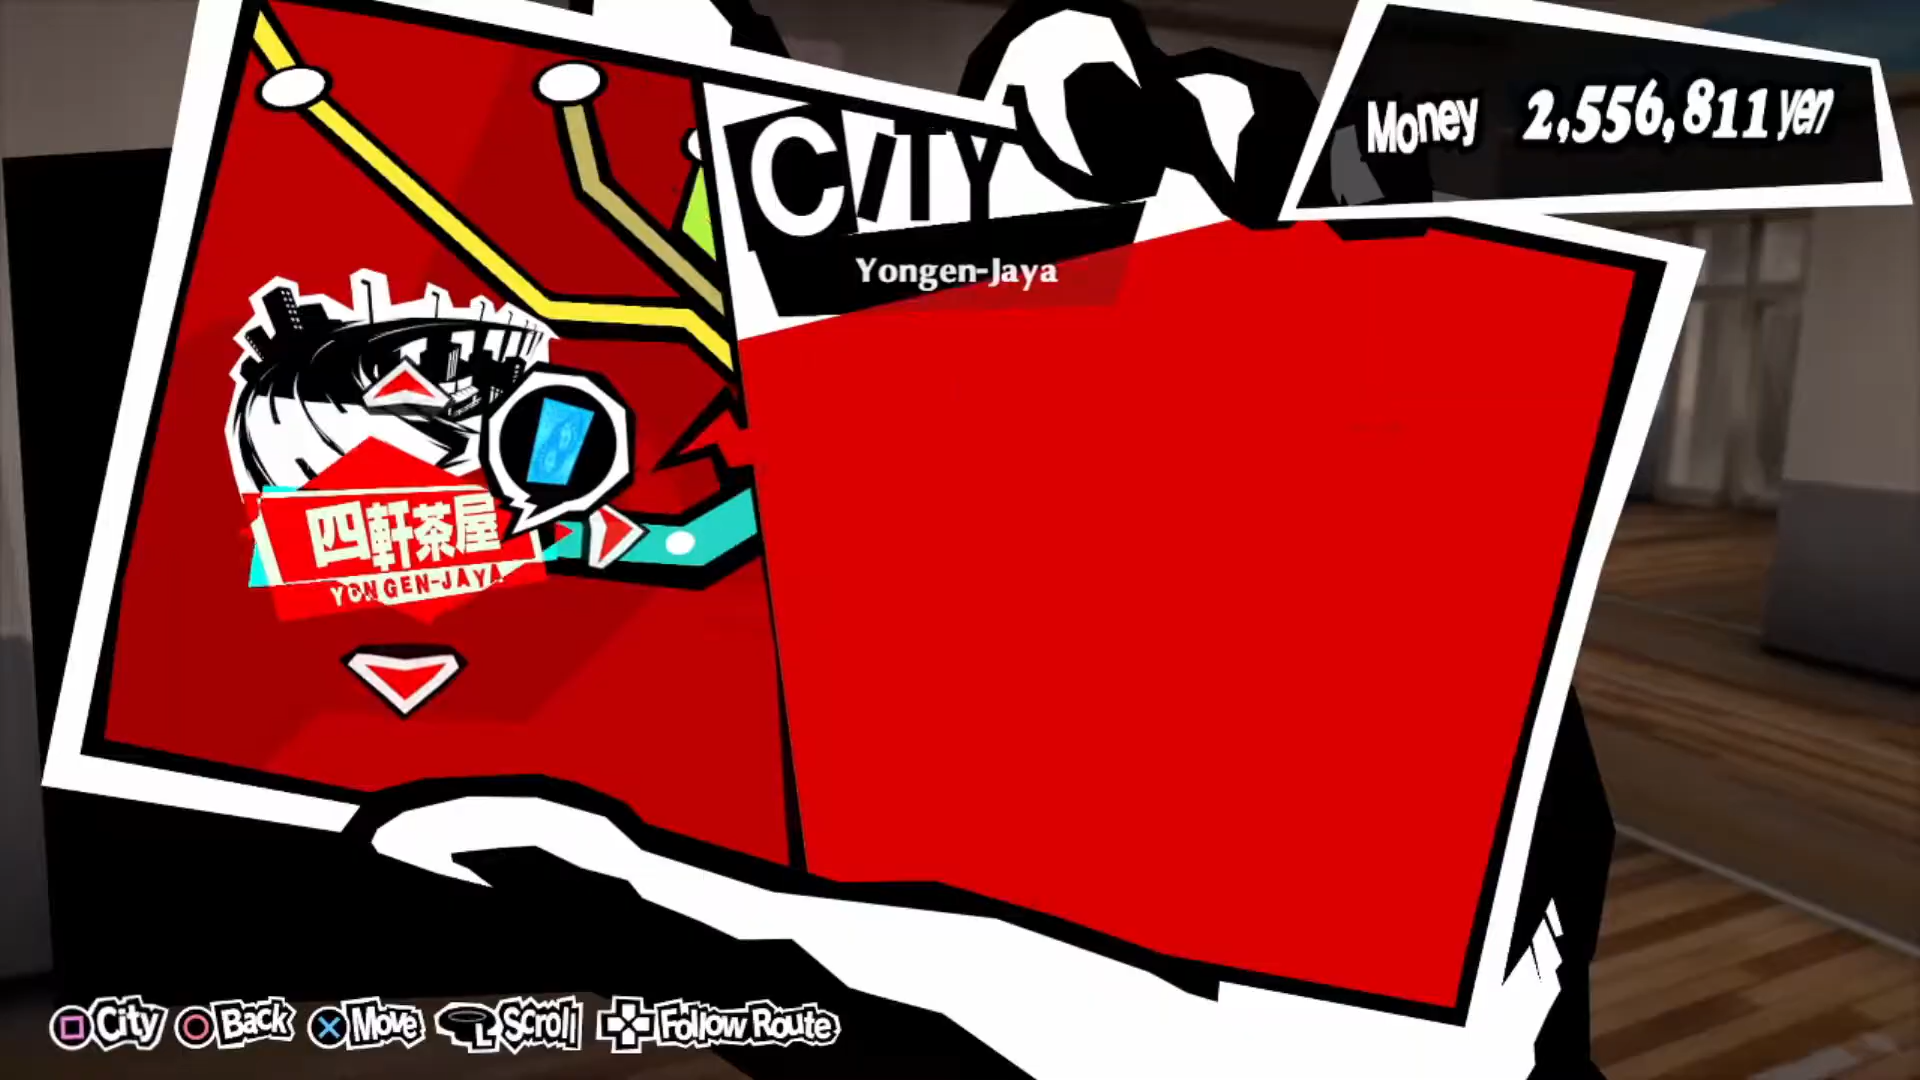 CITY
Yongen-Jaya
Money 2,556,811 yen
四軒茶屋
YONGEN-JAYA
City Back Move L Scroll Follow Route